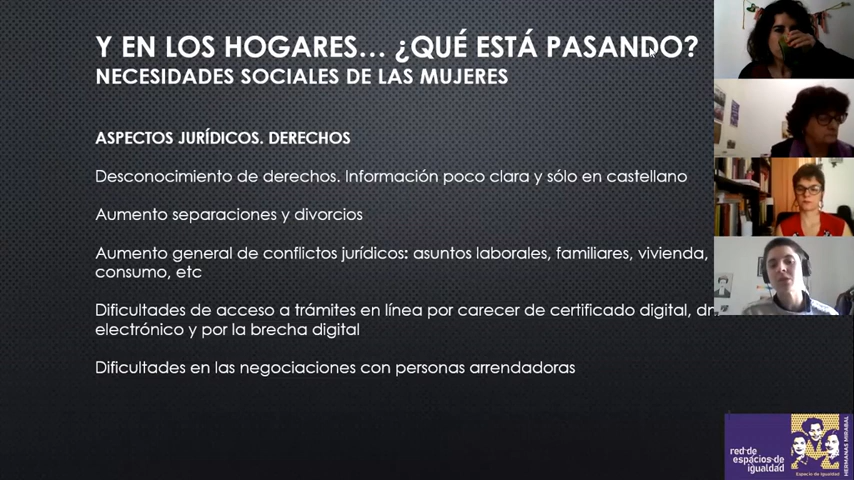 Y EN LOS HOGARES... ¿QUÉ ESTÁ PASANDO?
NECESIDADES SOCIALES DE LAS MUJERES
ASPECTOS JURÍDICOS. DERECHOS
Desconocimiento de derechos. Información poco clara y sólo en castellano
Aumento separaciones y divorcios
Aumento general de conflictos jurídicos: asuntos laborales, familiares, vivienda,
consumo, etc
Dificultades de acceso a trámites en línea por carecer de certificado digital,
electrónico y por la brecha digital
Dificultades en las negociaciones con personas arrendadoras
red de
espacios de
igualdad
Espacio de Igualdad
HERMANAS MIRABAL